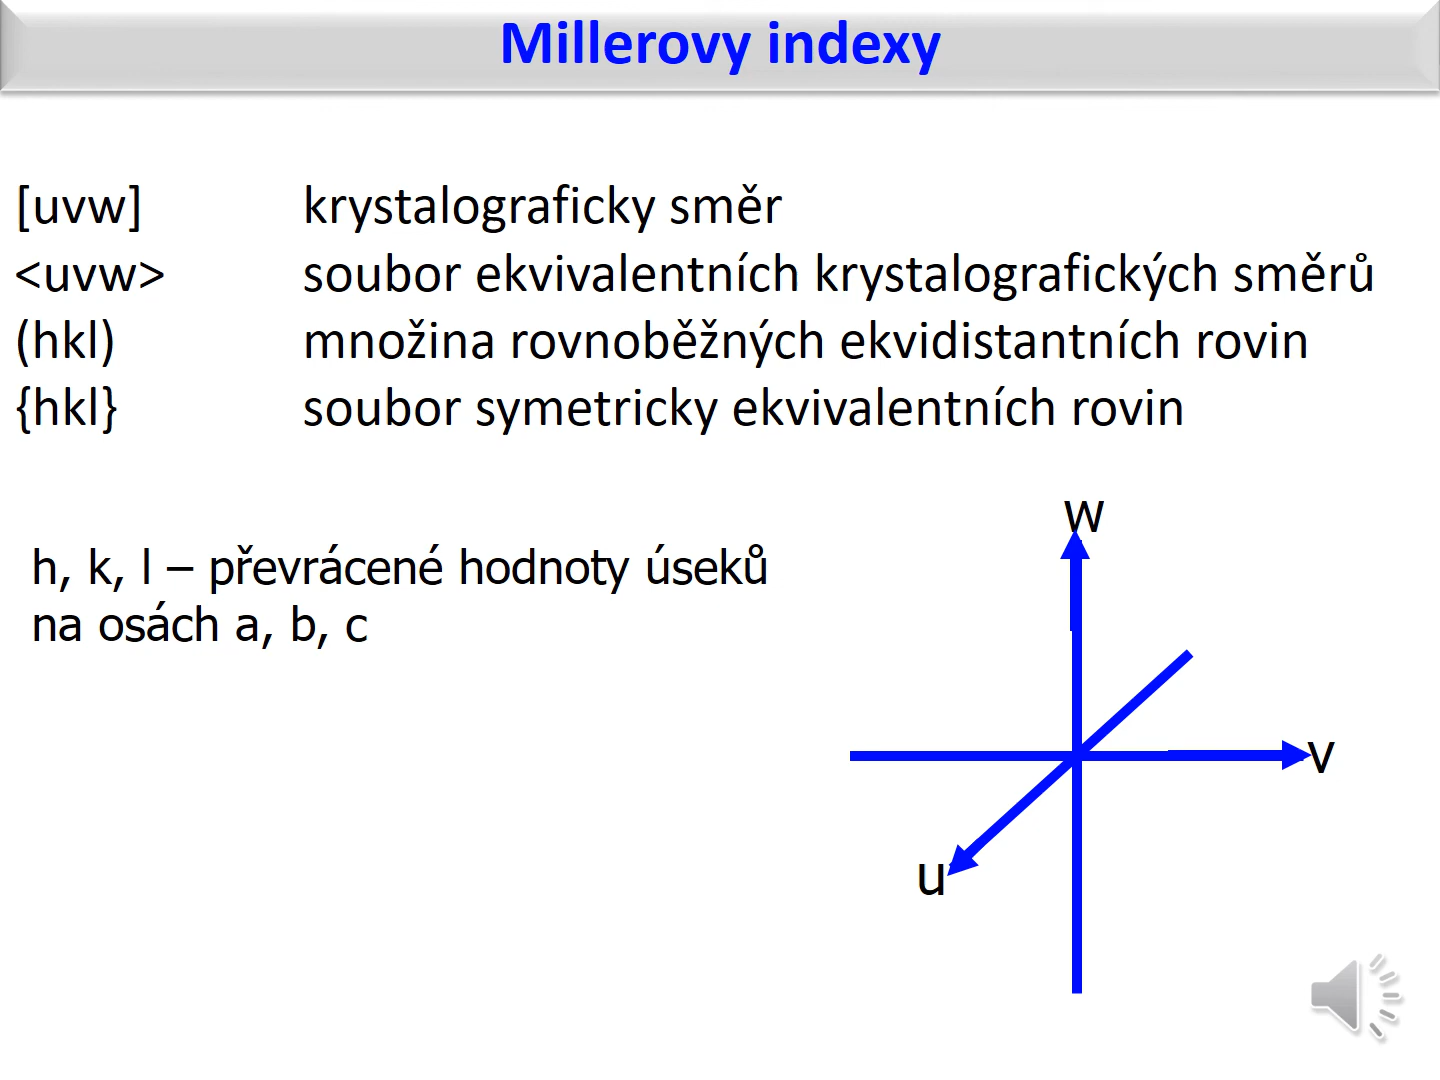 Millerovy indexy
[uvw] krystalograficky směr
<uvw> soubor ekvivalentních krystalografických směrů
(hkl) množina rovnoběžných ekvidistantních rovin
{hkl} soubor symetricky ekvivalentních rovin
w
h, k, l – převrácené hodnoty úseků
na osách a, b, c
v
u